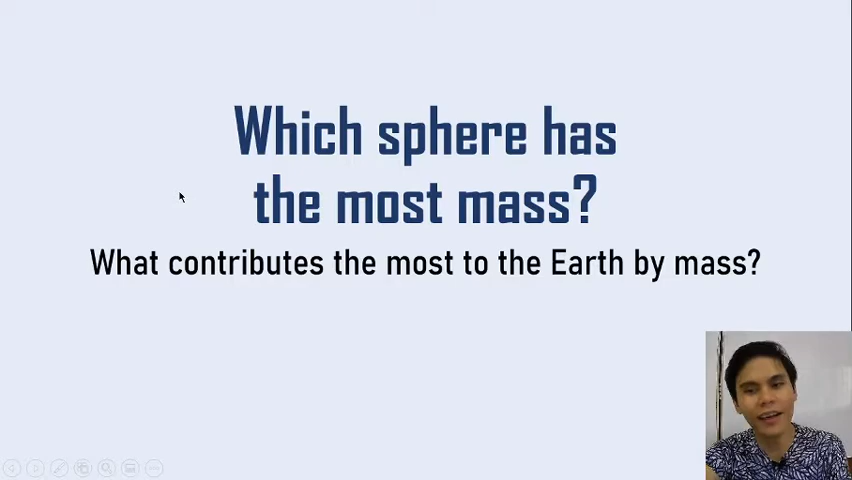 Which sphere has
the most mass?
What contributes the most to the Earth by mass?